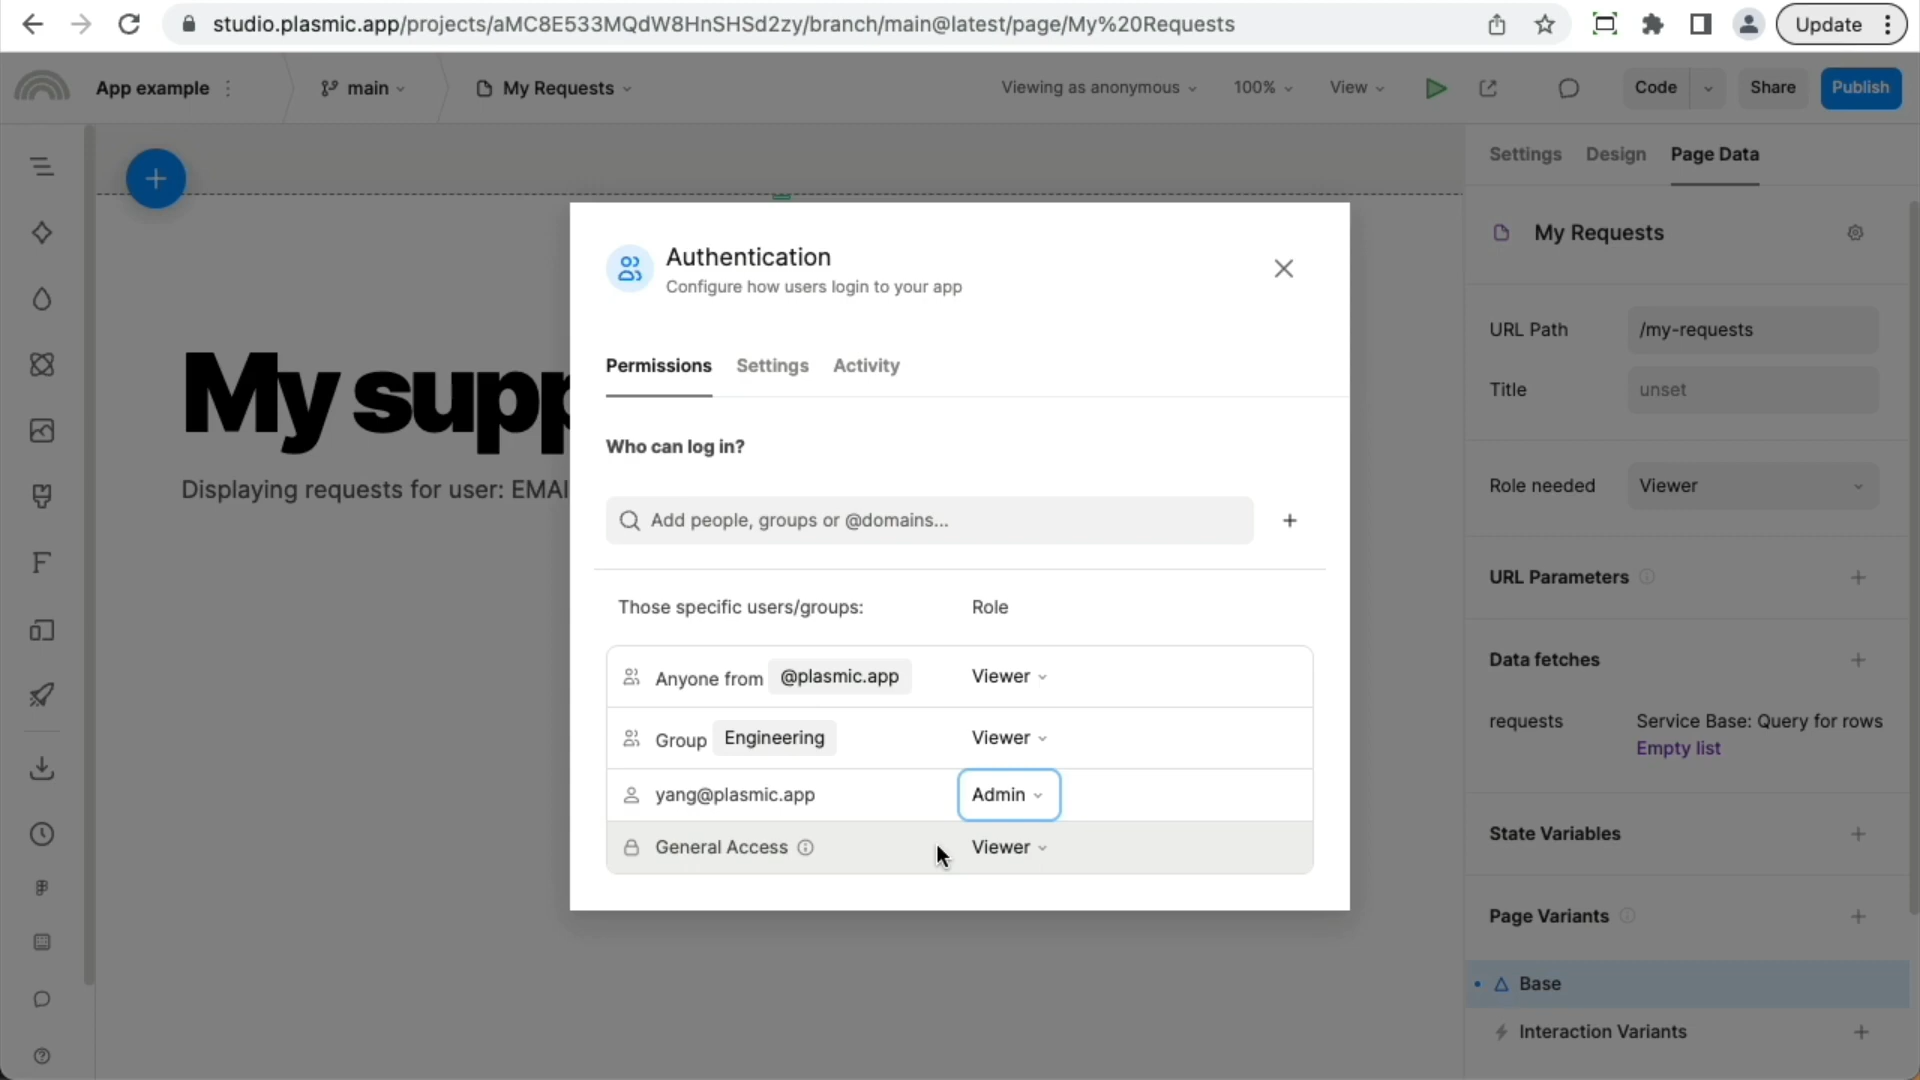 studio.plasmic.app/projects/aMC8E533MQdW8HnSHSd2zy/branch/main@latest/page/My%20Requests
Update
App example
main
My Requests
Viewing as anonymous
100%
View
Code
Share
Publish
Settings
Design
Page Data
My Requests
URL Path
/my-requests
Title
unset
Role needed
Viewer
URL Parameters
Data fetches
requests
Service Base: Query for rows
Empty list
State Variables
Page Variants
Base
Interaction Variants
My supp
Displaying requests for user: EMAI
Authentication
Configure how users login to your app
Permissions
Settings
Activity
Who can log in?
Add people, groups or @domains...
Those specific users/groups:
Role
Anyone from @plasmic.app
Viewer
Group Engineering
Viewer
yang@plasmic.app
Admin
General Access
Viewer